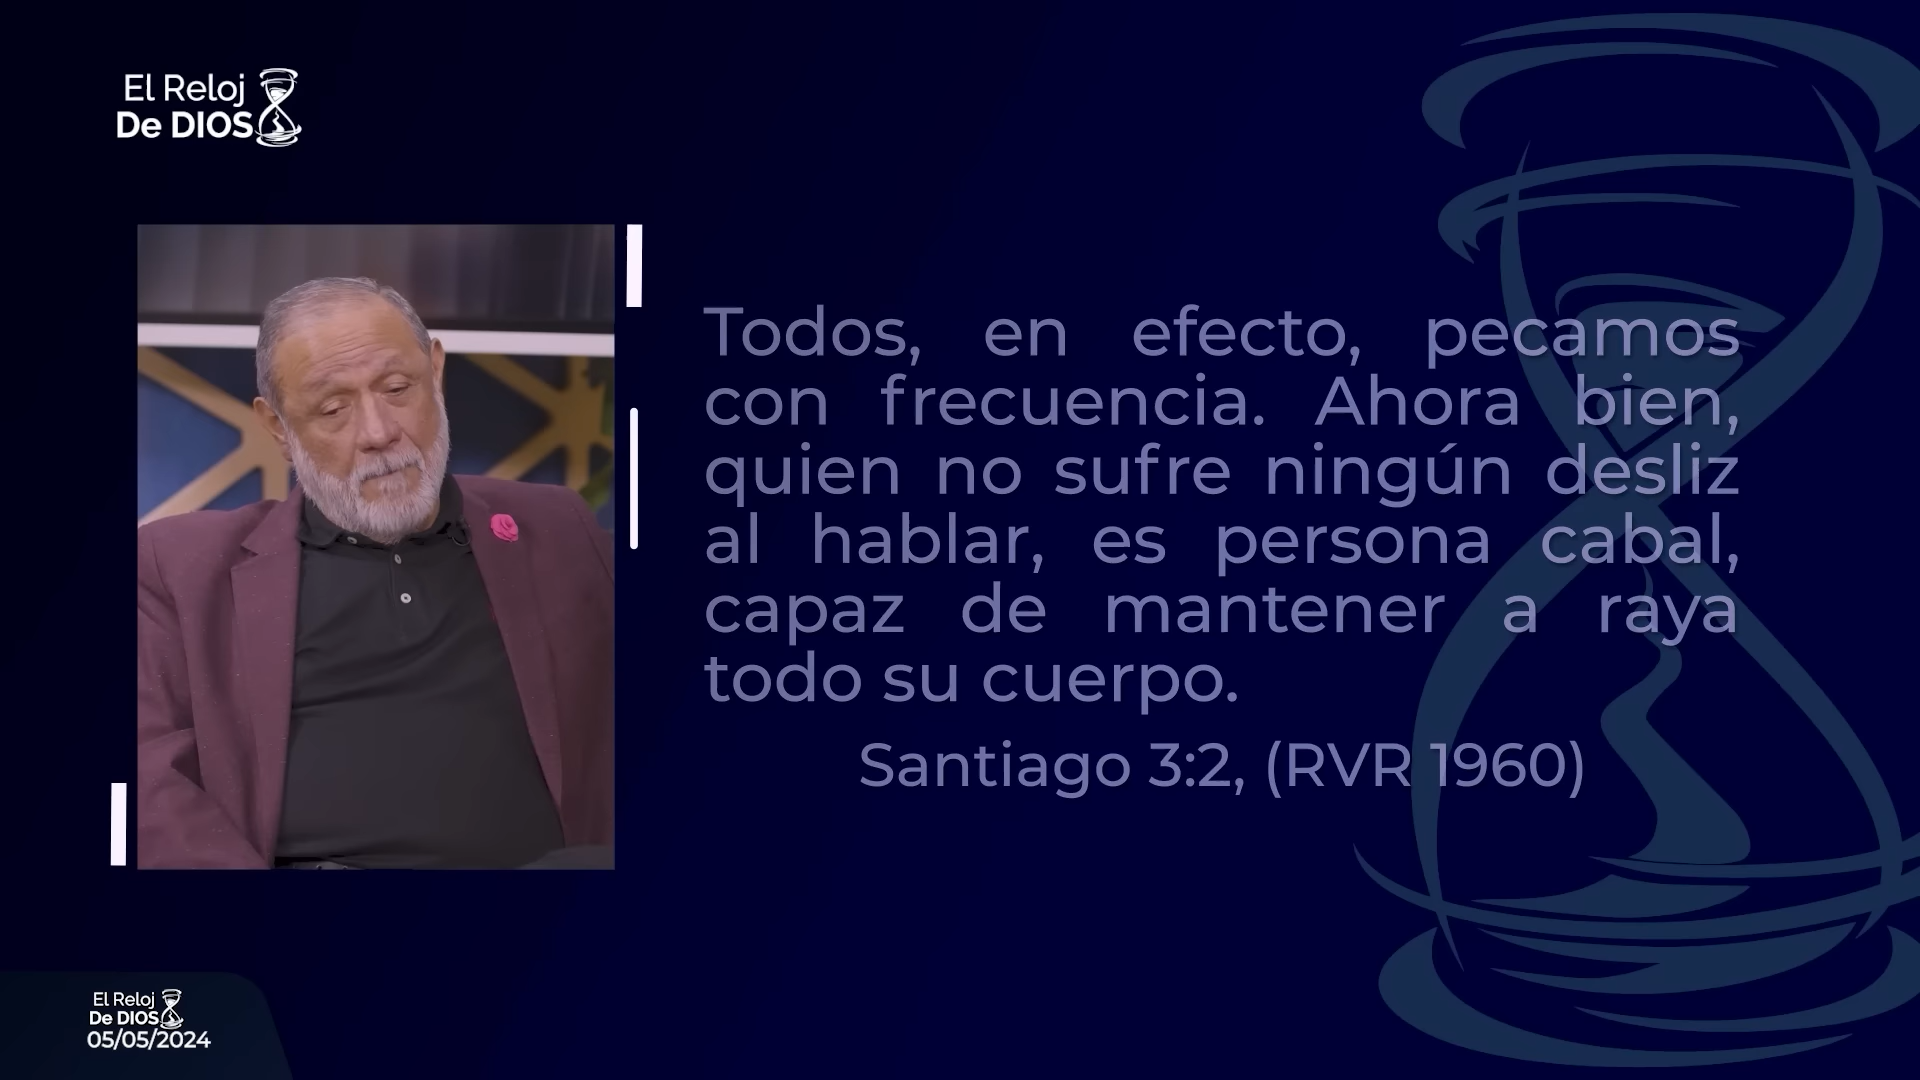 El Reloj
De DIOS
Todos, en efecto, pecamos
con frecuencia. Ahora bien,
quien no sufre ningún desliz
al hablar, es persona cabal,
capaz de mantener a raya
todo su cuerpo.
Santiago 3:2, (RVR 1960)
El Reloj
De DIOS
05/05/2024